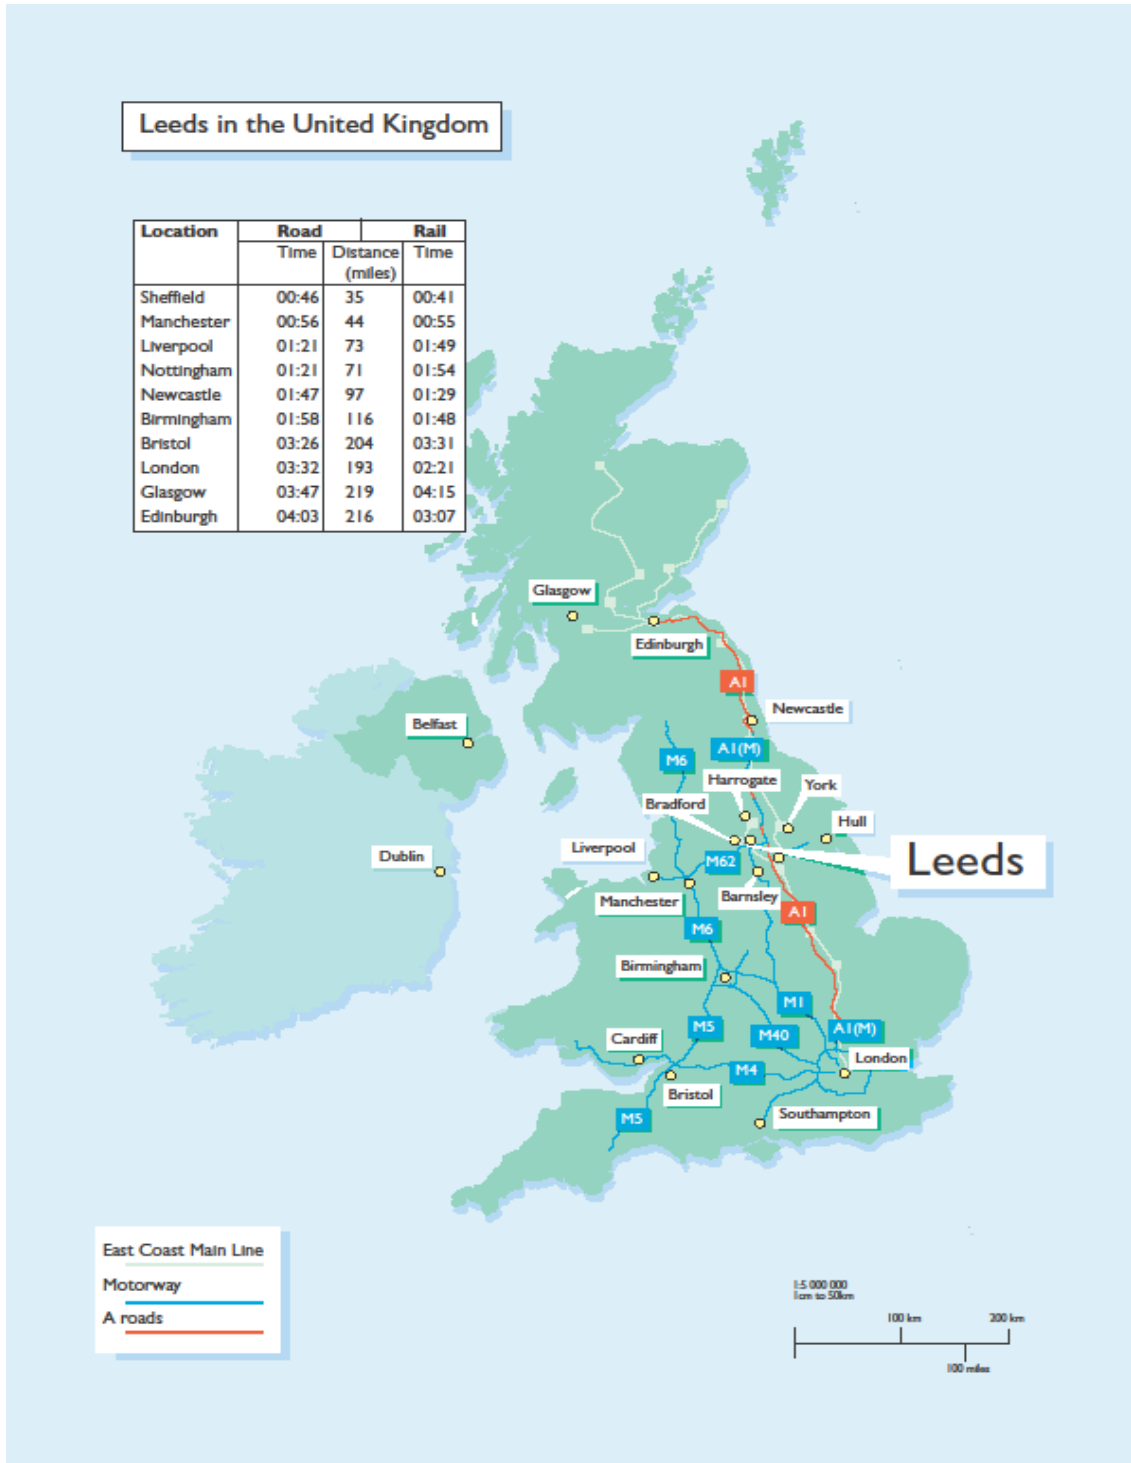 Leeds in the United Kingdom
Location Road Rail
Time Distance Time
(miles)
Sheffield 00:46 35 00:41
Manchester 00:56 44 00:55
Liverpool 01:21 73 01:49
Nottingham 01:21 71 01:54
Newcastle 01:47 97 01:29
Birmingham 01:58 116 01:48
Bristol 03:26 204 03:31
London 03:32 193 02:21
Glasgow 03:47 219 04:15
Edinburgh 04:03 216 03:07
Glasgow
Edinburgh
A1
Newcastle
Belfast
A1(M)
M6
Harrogate
York
Bradford
Hull
Liverpool
Dublin
M62
Leeds
Barnsley
Manchester
A1
M6
Birmingham
M1
M5
A1(M)
M40
Cardiff
London
M4
Bristol
Southampton
M5
East Coast Main Line
Motorway
A roads
1:5 000 000
1cm to 50km
100 km 200 km
100 miles